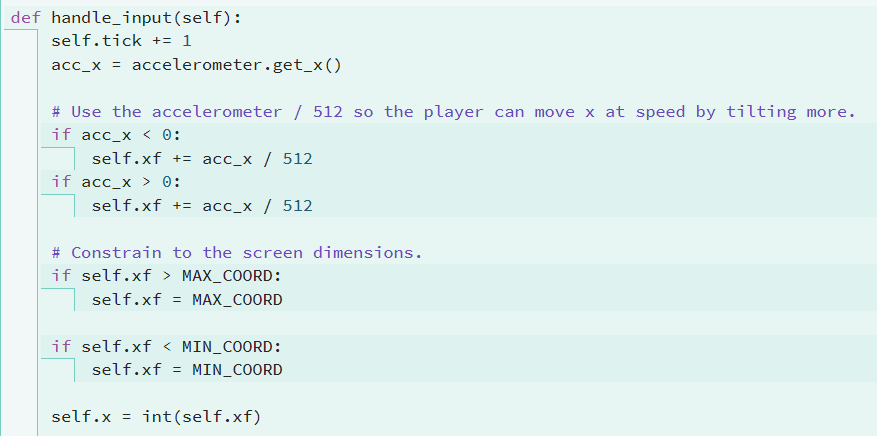 def handle_input(self):
    self.tick += 1
    acc_x = accelerometer.get_x()

    # Use the accelerometer / 512 so the player can move x at speed by tilting more.
    if acc_x < 0:
        self.xf += acc_x / 512
    if acc_x > 0:
        self.xf += acc_x / 512

    # Constrain to the screen dimensions.
    if self.xf > MAX_COORD:
        self.xf = MAX_COORD

    if self.xf < MIN_COORD:
        self.xf = MIN_COORD

    self.x = int(self.xf)